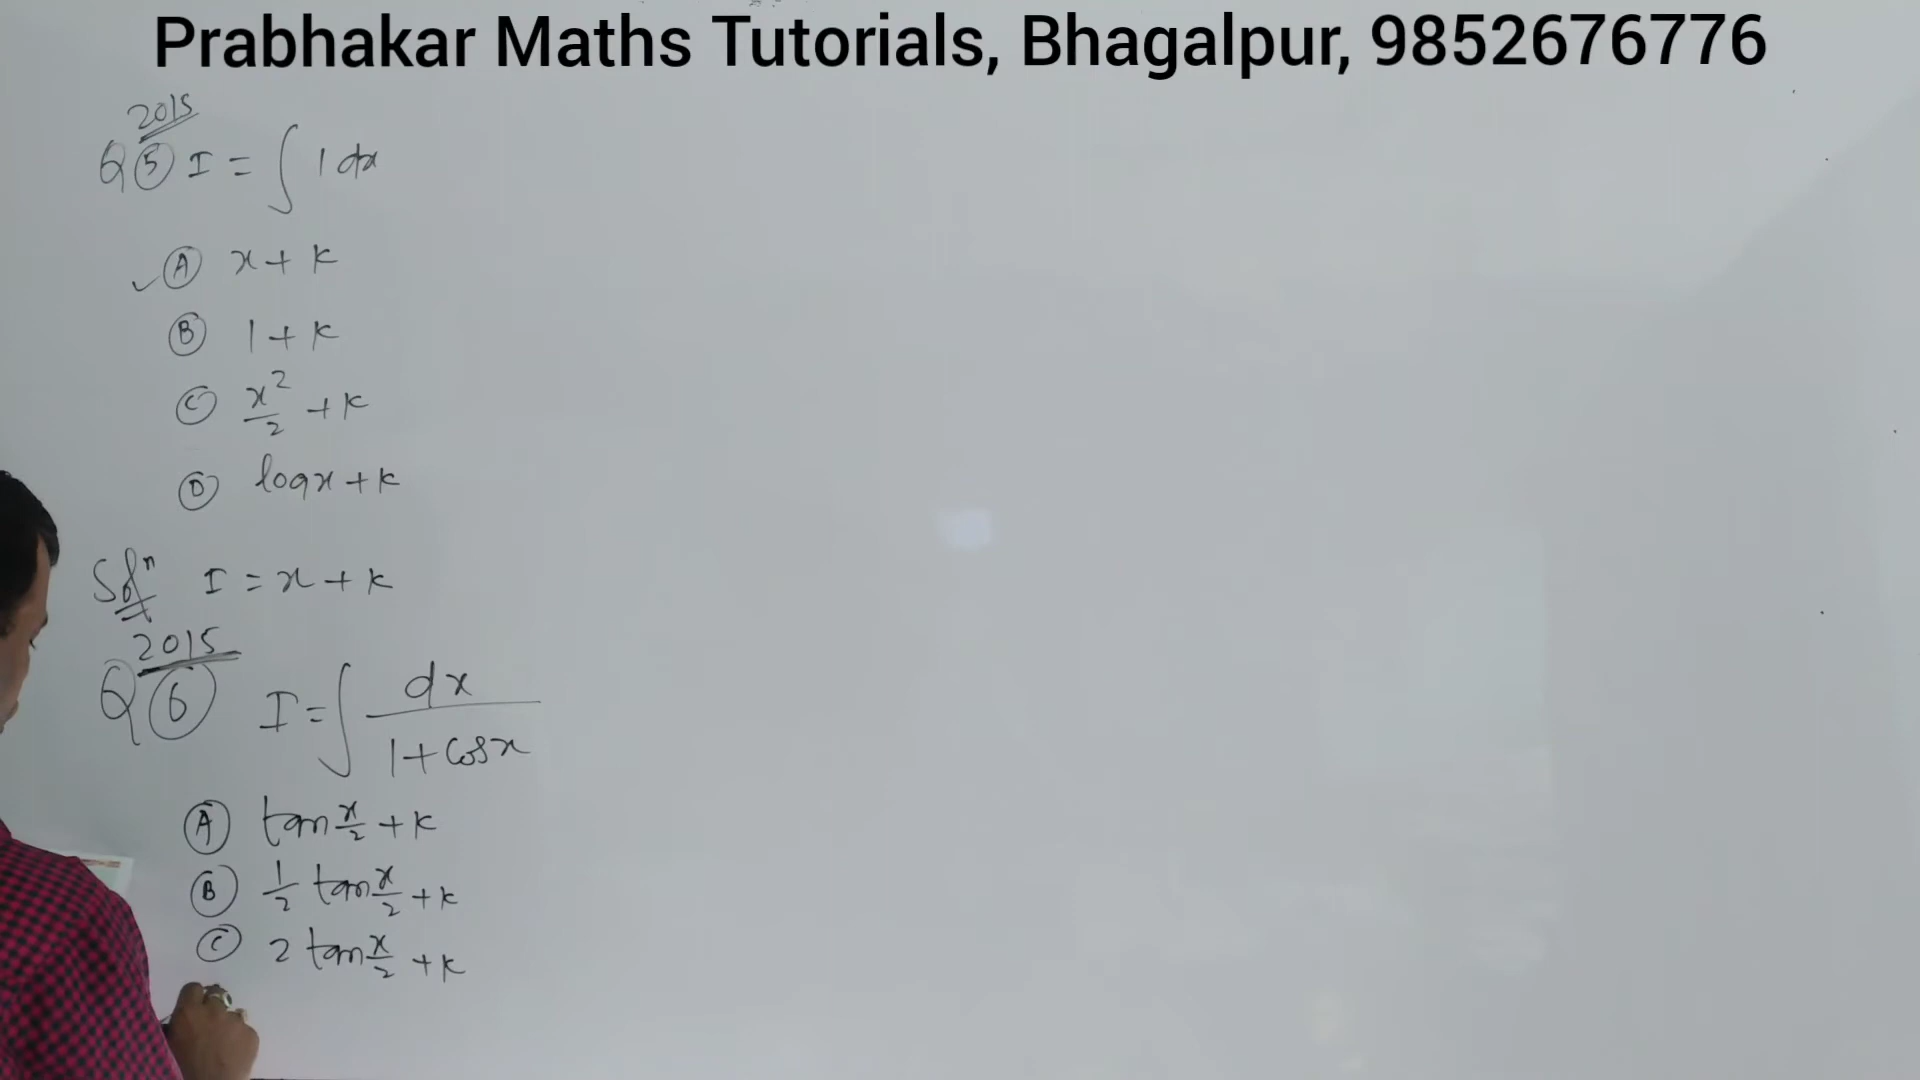 Prabhakar Maths Tutorials, Bhagalpur, 9852676776
2015
Q 5 I = ∫ 1 dx
A x + k
B 1 + k
C x²/2 + k
D log x + k
Solⁿ I = x + k
2015
Q 6 I = ∫ dx / 1 + cos x
A tan x/2 + k
B 1/2 tan x/2 + k
C 2 tan x/2 + k